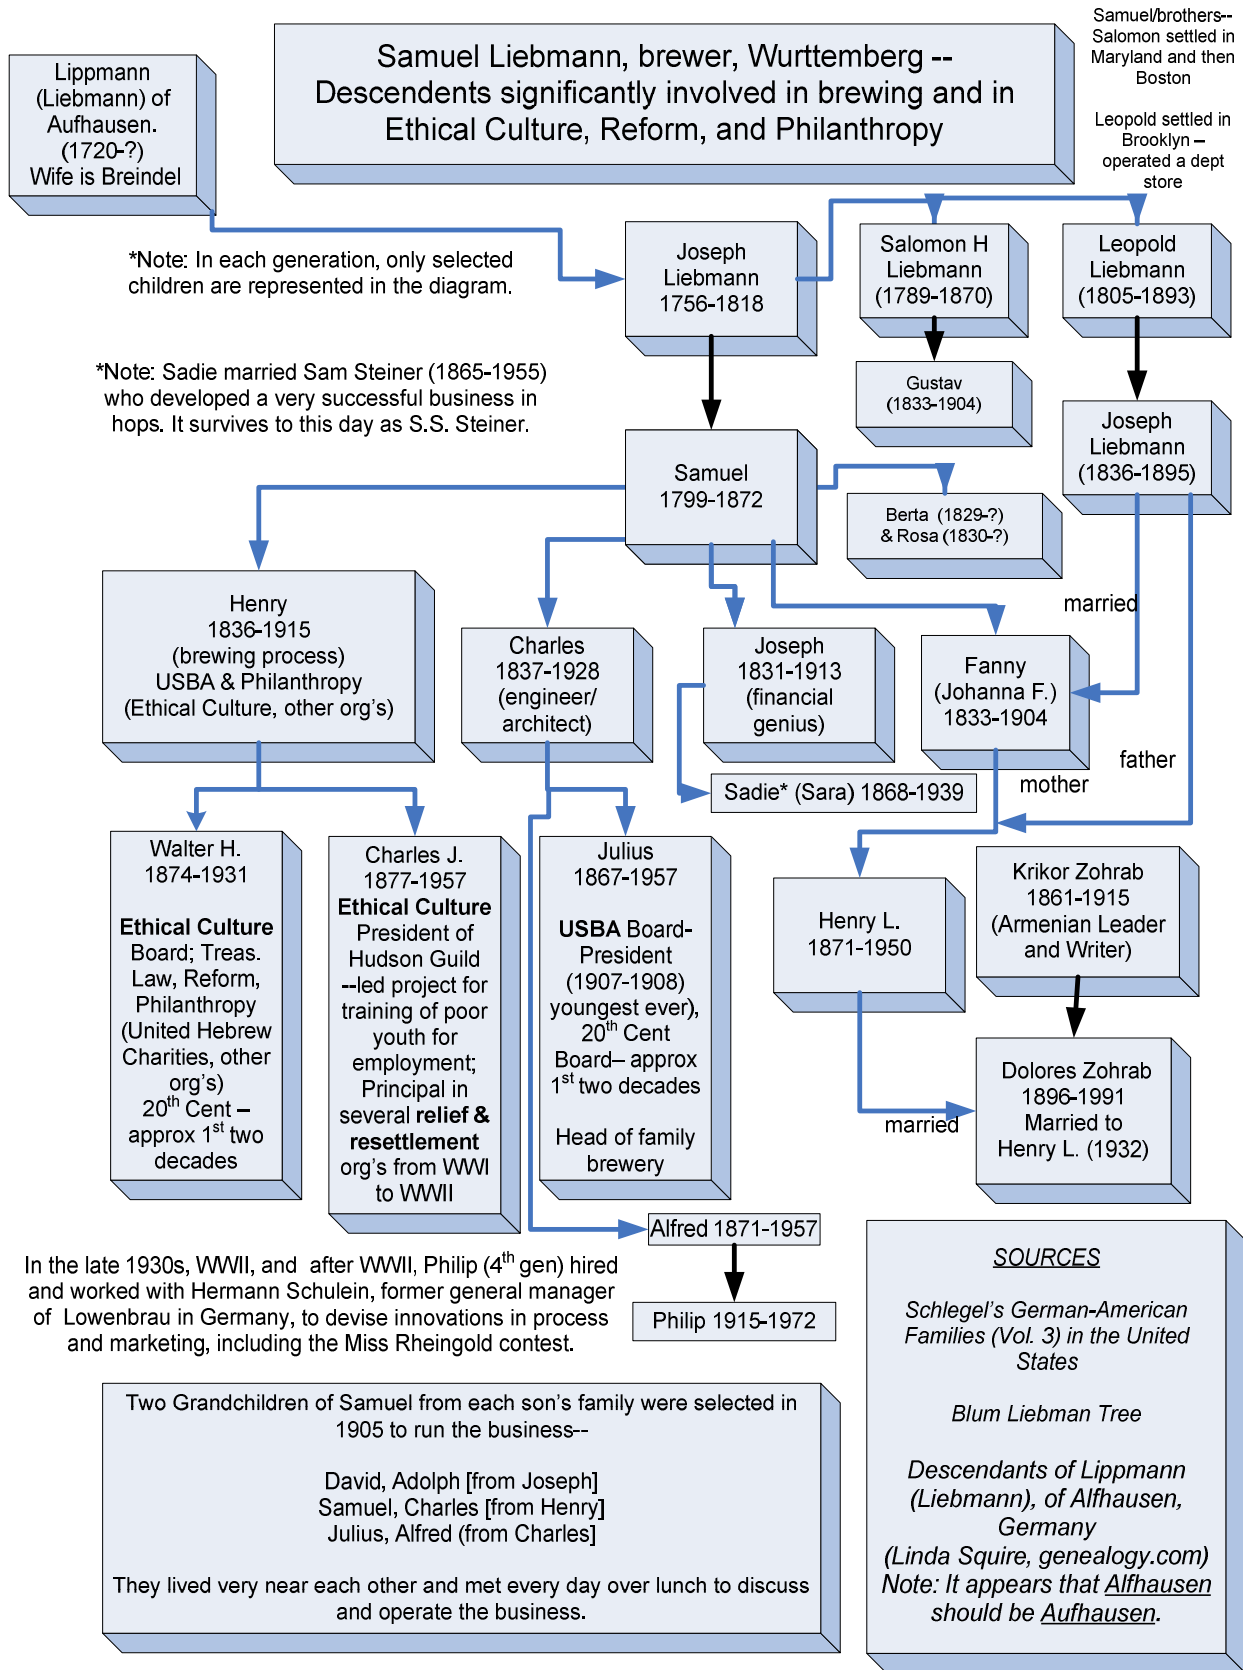 Samuel/brothers--
Salomon settled in
Maryland and then
Boston
Leopold settled in
Brooklyn –
operated a dept
store
Samuel Liebmann, brewer, Wurttemberg --
Descendents significantly involved in brewing and in
Ethical Culture, Reform, and Philanthropy
Lippmann
(Liebmann) of
Aufhausen.
(1720-?)
Wife is Breindel
*Note: In each generation, only selected
children are represented in the diagram.
Joseph
Liebmann
1756-1818
Salomon H
Liebmann
(1789-1870)
Leopold
Liebmann
(1805-1893)
*Note: Sadie married Sam Steiner (1865-1955)
who developed a very successful business in
hops. It survives to this day as S.S. Steiner.
Gustav
(1833-1904)
Joseph
Liebmann
(1836-1895)
Samuel
1799-1872
Berta (1829-?)
& Rosa (1830-?)
married
Henry
1836-1915
(brewing process)
USBA & Philanthropy
(Ethical Culture, other org's)
Charles
1837-1928
(engineer/
architect)
Joseph
1831-1913
(financial
genius)
Fanny
(Johanna F.)
1833-1904
father
mother
Sadie* (Sara) 1868-1939
Walter H.
1874-1931
Ethical Culture
Board; Treas.
Law, Reform,
Philanthropy
(United Hebrew
Charities, other
org's)
20th Cent –
approx 1st two
decades
Charles J.
1877-1957
Ethical Culture
President of
Hudson Guild
--led project for
training of poor
youth for
employment;
Principal in
several relief &
resettlement
org's from WWI
to WWII
Julius
1867-1957
USBA Board-
President
(1907-1908)
youngest ever),
20th Cent
Board– approx
1st two decades
Head of family
brewery
Henry L.
1871-1950
Krikor Zohrab
1861-1915
(Armenian Leader
and Writer)
married
Dolores Zohrab
1896-1991
Married to
Henry L. (1932)
Alfred 1871-1957
Philip 1915-1972
In the late 1930s, WWII, and after WWII, Philip (4th gen) hired
and worked with Hermann Schulein, former general manager
of Lowenbrau in Germany, to devise innovations in process
and marketing, including the Miss Rheingold contest.
Two Grandchildren of Samuel from each son's family were selected in
1905 to run the business--
David, Adolph [from Joseph]
Samuel, Charles [from Henry]
Julius, Alfred (from Charles]
They lived very near each other and met every day over lunch to discuss
and operate the business.
SOURCES
Schlegel's German-American
Families (Vol. 3) in the United
States
Blum Liebman Tree
Descendants of Lippmann
(Liebmann), of Alfhausen,
Germany
(Linda Squire, genealogy.com)
Note: It appears that Alfhausen
should be Aufhausen.